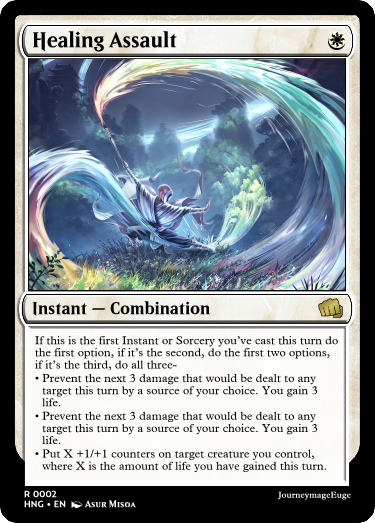 Healing Assault
Instant — Combination
If this is the first Instant or Sorcery you've cast this turn do
the first option, if it's the second, do the first two options,
if it's the third, do all three-
• Prevent the next 3 damage that would be dealt to any
target this turn by a source of your choice. You gain 3
life.
• Prevent the next 3 damage that would be dealt to any
target this turn by a source of your choice. You gain 3
life.
• Put X +1/+1 counters on target creature you control,
where X is the amount of life you have gained this turn.
R 0002
HNG • EN Asur Misoa
JourneymageEuge